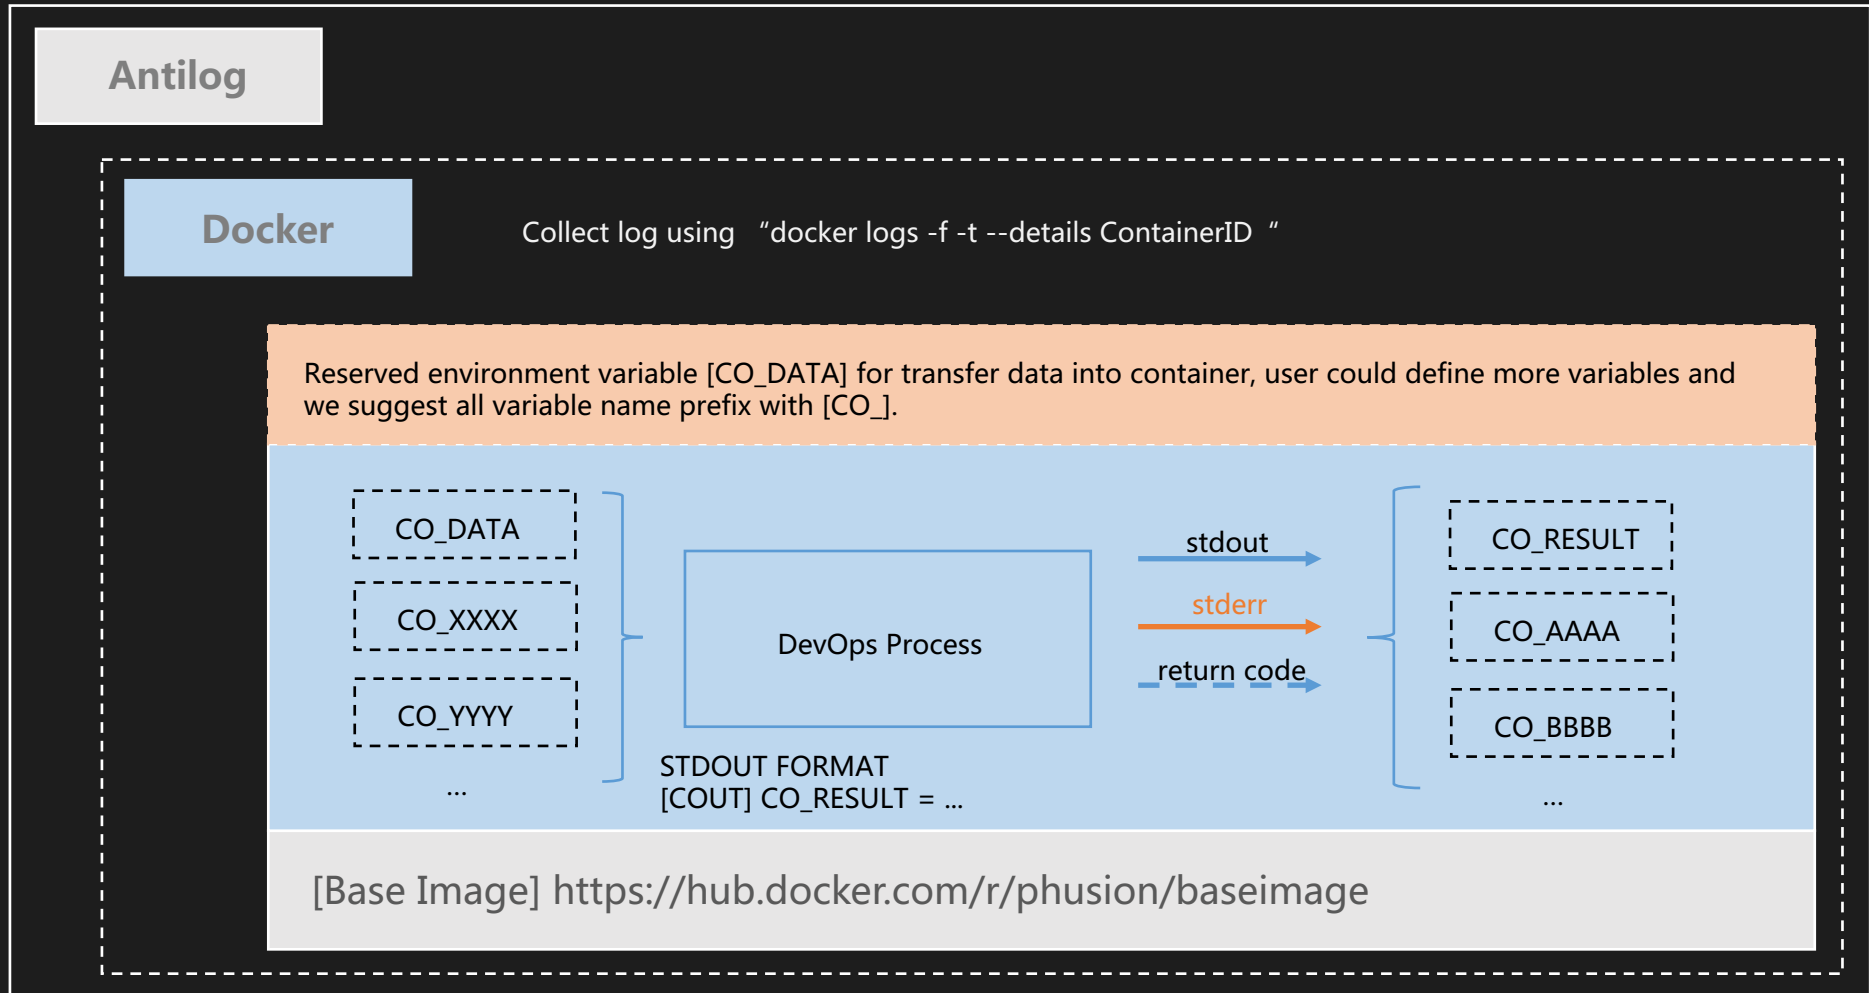 Antilog
Docker
Collect log using “docker logs -f -t --details ContainerID “
Reserved environment variable [CO_DATA] for transfer data into container, user could define more variables and
we suggest all variable name prefix with [CO_].
CO_DATA
CO_XXXX
CO_YYYY
...
DevOps Process
STDOUT FORMAT
[COUT] CO_RESULT = ...
stdout
stderr
return code
CO_RESULT
CO_AAAA
CO_BBBB
...
[Base Image] https://hub.docker.com/r/phusion/baseimage